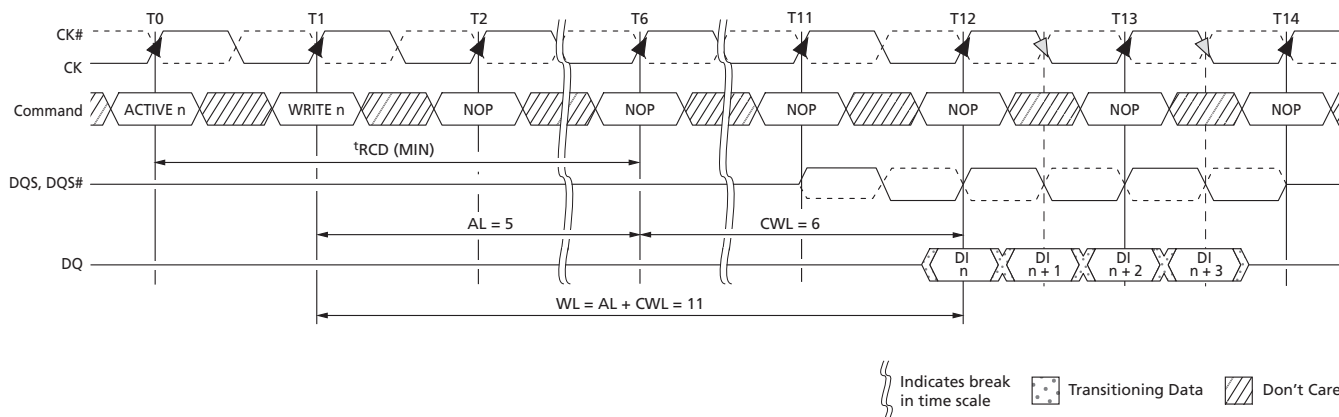 T0 T1 T2 T6 T11 T12 T13 T14
CK#
CK
Command ACTIVE n WRITE n NOP NOP NOP NOP NOP NOP
tRCD (MIN)
DQS, DQS#
AL = 5 CWL = 6
DQ DI n DI n + 1 DI n + 2 DI n + 3
WL = AL + CWL = 11
Indicates break in time scale
Transitioning Data
Don't Care